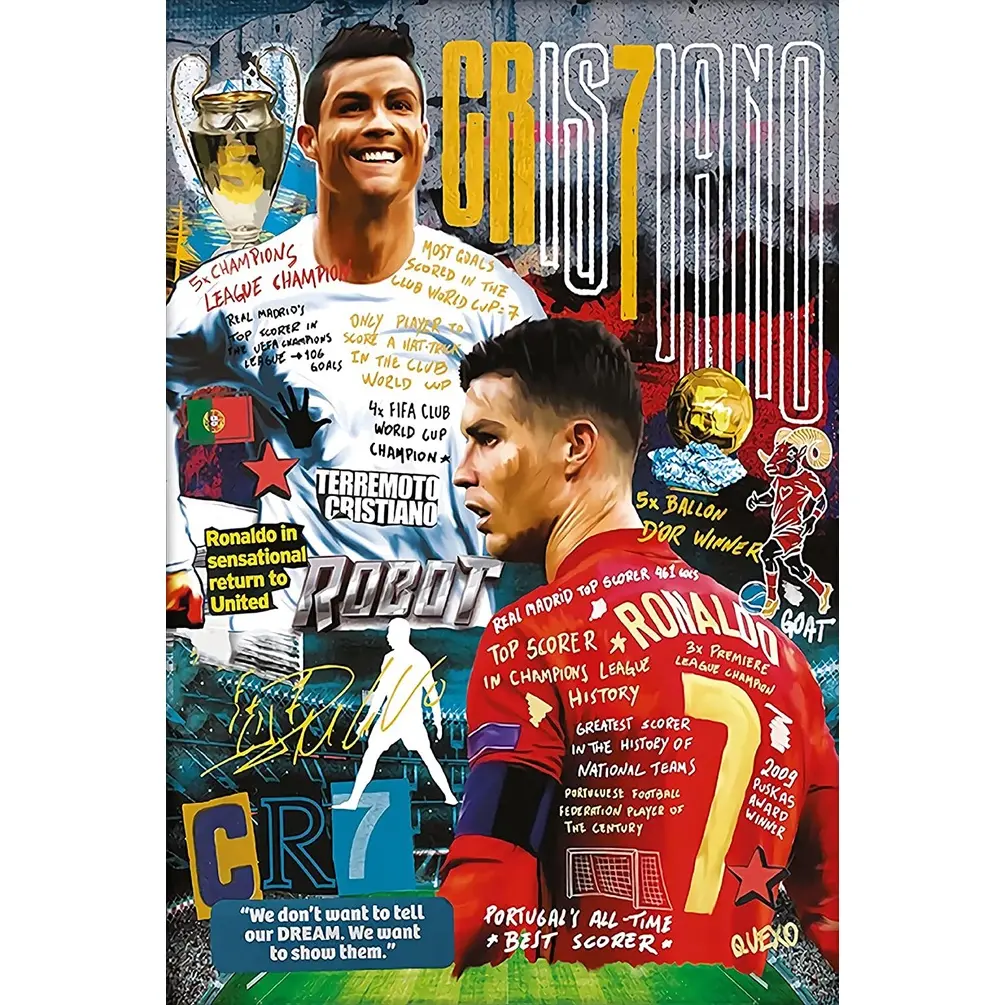 CRIS7IANO
5
5x CHAMPIONS
LEAGUE CHAMPION
MOST GOALS
SCORED IN THE
CLUB WORLD CUP = 7
REAL MADRID'S
TOP SCORER IN
THE UEFA CHAMPIONS
LEAGUE → 106
GOALS
ONLY PLAYER TO
SCORE A HAT-TRICK
IN THE CLUB
WORLD CUP
4x FIFA CLUB
WORLD CUP
CHAMPION★
TERREMOTO
CRISTIANO
Ronaldo in
sensational
return to
United
ROBOT
5x BALLON
D'OR WINNER
GOAT
REAL MADRID TOP SCORER 461 GOLS
TOP SCORER ★
IN CHAMPIONS LEAGUE
HISTORY
RONALDO
7
3x PREMIERE
LEAGUE CHAMPION
GREATEST SCORER
IN THE HISTORY OF
NATIONAL TEAMS
PORTUGUESE FOOTBALL
FEDERATION PLAYER OF
THE CENTURY
2009
PUSKAS
AWARD
WINNER
CR7
"We don't want to tell
our DREAM. We want
to show them."
PORTUGAL'S ALL-TIME
★ BEST SCORER ★
QUEXO